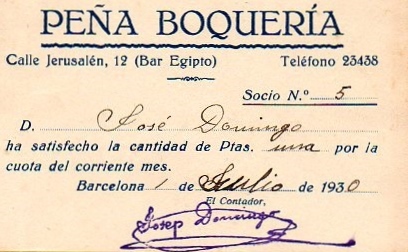 PEÑA BOQUERÍA
Calle Jerusalén, 12 (Bar Egipto) Teléfono 23438
Socio N.º 5
D. José Domingo
ha satisfecho la cantidad de Ptas. una por la
cuota del corriente mes.
Barcelona 1 de Julio de 1930
El Contador,
Josep Domingo